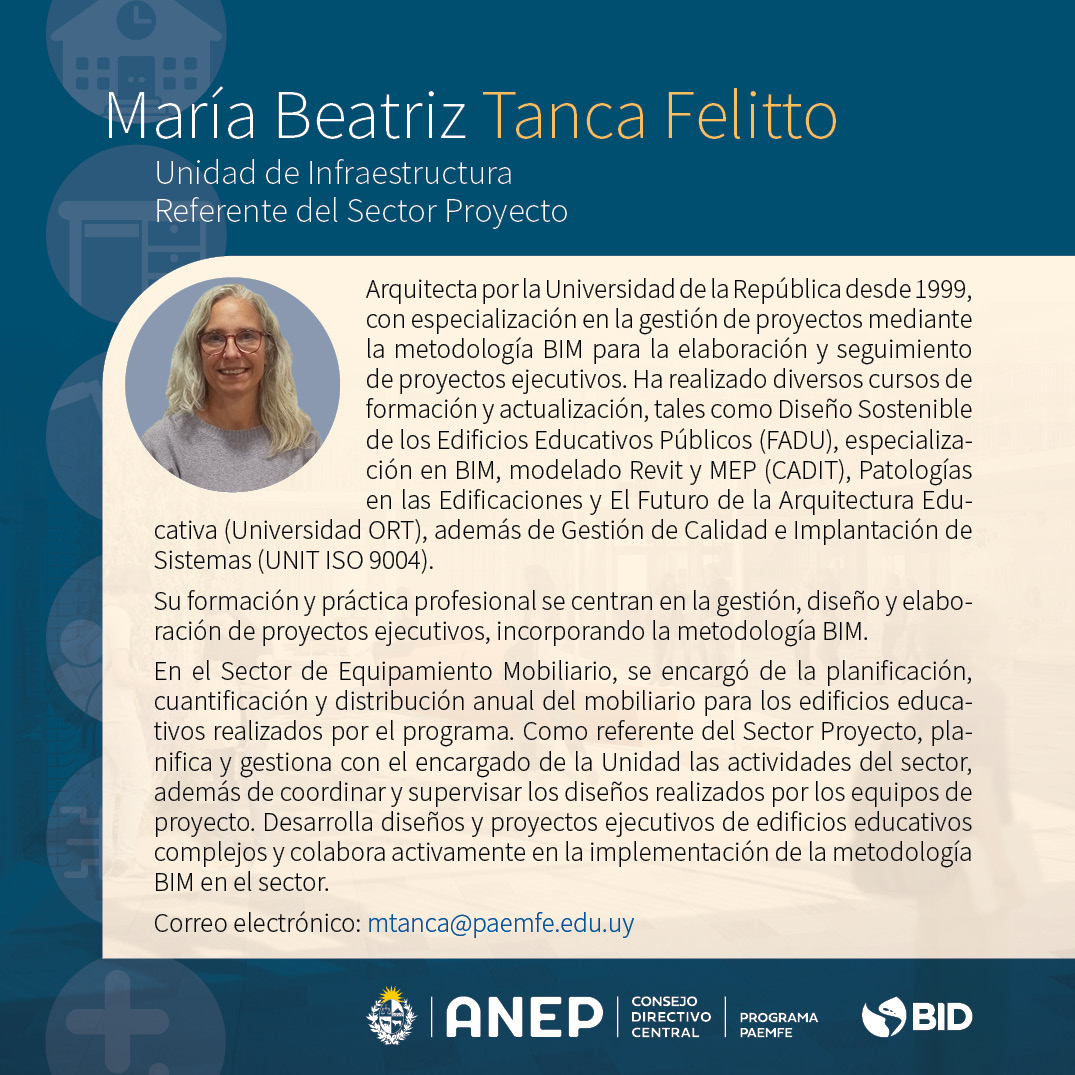 María Beatriz Tanca Felitto
Unidad de Infraestructura
Referente del Sector Proyecto
Arquitecta por la Universidad de la República desde 1999,
con especialización en la gestión de proyectos mediante
la metodología BIM para la elaboración y seguimiento
de proyectos ejecutivos. Ha realizado diversos cursos de
formación y actualización, tales como Diseño Sostenible
de los Edificios Educativos Públicos (FADU), especializa-
ción en BIM, modelado Revit y MEP (CADIT), Patologías
en las Edificaciones y El Futuro de la Arquitectura Edu-
cativa (Universidad ORT), además de Gestión de Calidad e Implantación de
Sistemas (UNIT ISO 9004).
Su formación y práctica profesional se centran en la gestión, diseño y elabo-
ración de proyectos ejecutivos, incorporando la metodología BIM.
En el Sector de Equipamiento Mobiliario, se encargó de la planificación,
cuantificación y distribución anual del mobiliario para los edificios educa-
tivos realizados por el programa. Como referente del Sector Proyecto, pla-
nifica y gestiona con el encargado de la Unidad las actividades del sector,
además de coordinar y supervisar los diseños realizados por los equipos de
proyecto. Desarrolla diseños y proyectos ejecutivos de edificios educativos
complejos y colabora activamente en la implementación de la metodología
BIM en el sector.
Correo electrónico: mtanca@paemfe.edu.uy
ANEP
CONSEJO
DIRECTIVO
CENTRAL
PROGRAMA
PAEMFE
BID